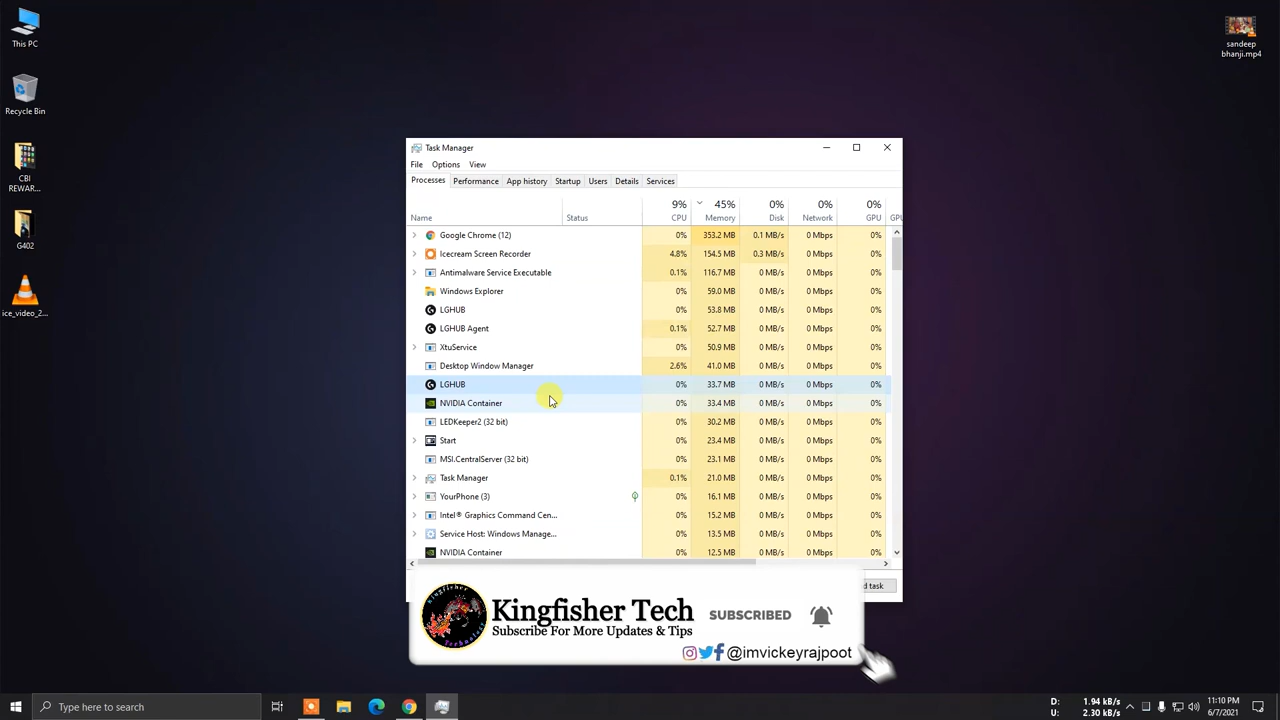 This PC
Recycle Bin
CBI
REWAR...
G402
ice_video_2...
sandeep
bhanji.mp4
Task Manager
File Options View
Processes Performance App history Startup Users Details Services
9% 45% 0% 0% 0%
Name Status CPU Memory Disk Network GPU GPU
Google Chrome (12) 0% 353.2 MB 0.1 MB/s 0 Mbps 0%
Icecream Screen Recorder 4.8% 154.5 MB 0.3 MB/s 0 Mbps 0%
Antimalware Service Executable 0.1% 116.7 MB 0 MB/s 0 Mbps 0%
Windows Explorer 0% 59.0 MB 0 MB/s 0 Mbps 0%
LGHUB 0% 53.8 MB 0 MB/s 0 Mbps 0%
LGHUB Agent 0.1% 52.7 MB 0 MB/s 0 Mbps 0%
XtuService 0% 50.9 MB 0 MB/s 0 Mbps 0%
Desktop Window Manager 2.6% 41.0 MB 0 MB/s 0 Mbps 0%
LGHUB 0% 33.7 MB 0 MB/s 0 Mbps 0%
NVIDIA Container 0% 33.4 MB 0 MB/s 0 Mbps 0%
LEDKeeper2 (32 bit) 0% 30.2 MB 0 MB/s 0 Mbps 0%
Start 0% 23.4 MB 0 MB/s 0 Mbps 0%
MSI.CentralServer (32 bit) 0% 23.1 MB 0 MB/s 0 Mbps 0%
Task Manager 0.1% 21.0 MB 0 MB/s 0 Mbps 0%
YourPhone (3) 0% 16.1 MB 0 MB/s 0 Mbps 0%
Intel® Graphics Command Cen... 0% 15.2 MB 0 MB/s 0 Mbps 0%
Service Host: Windows Manage... 0% 13.5 MB 0 MB/s 0 Mbps 0%
NVIDIA Container 0% 12.5 MB 0 MB/s 0 Mbps 0%
d task
Kingfisher
Technology
Kingfisher Tech
Subscribe For More Updates & Tips
SUBSCRIBED
@imvickeyrajpoot
Type here to search
D: 1.94 kB/s
U: 2.30 kB/s
11:10 PM
6/7/2021